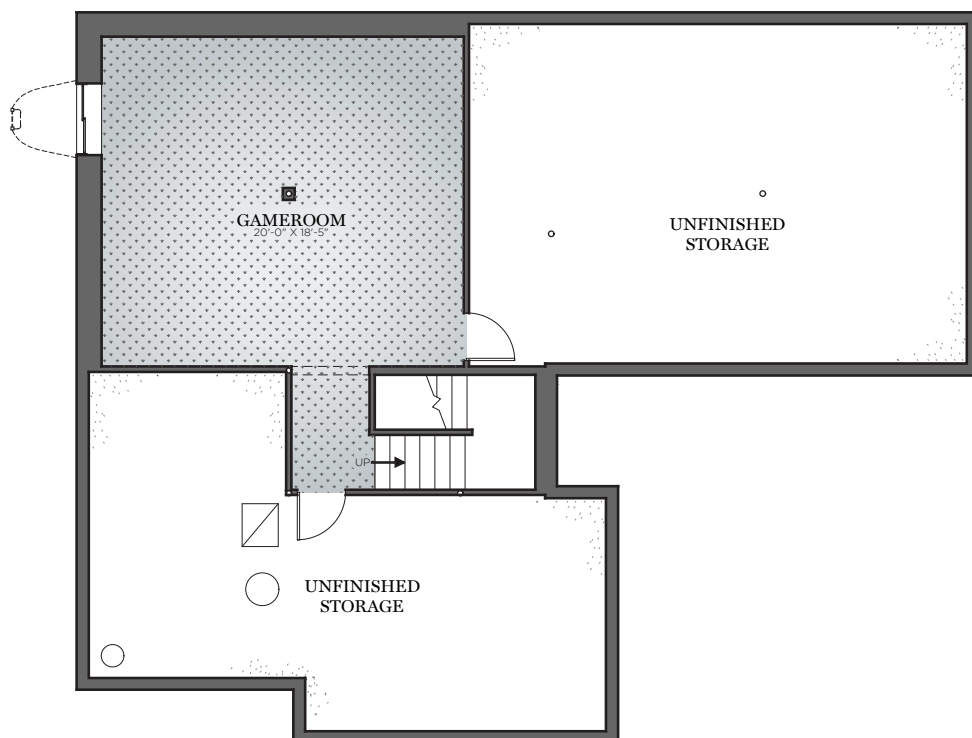 GAMEROOM
20'-0" X 18'-5"
UNFINISHED
STORAGE
UP
UNFINISHED
STORAGE